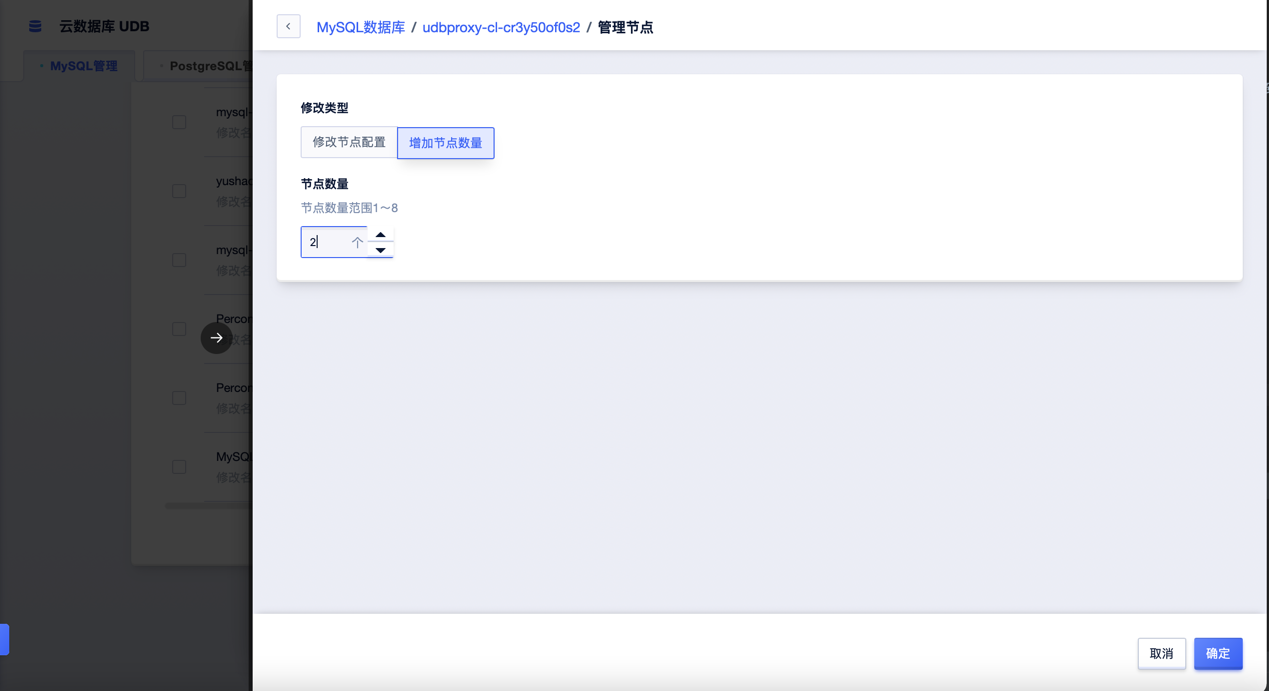 云数据库 UDB
MySQL数据库 / udbproxy-cl-cr3y50of0s2 / 管理节点
MySQL管理
PostgreSQL管
修改类型
修改节点配置
增加节点数量
节点数量
节点数量范围1～8
2 个
mysql-
修改名
yushao
修改名
mysql-
修改名
Percon
修改名
Percon
修改名
MySQL
修改名
取消
确定